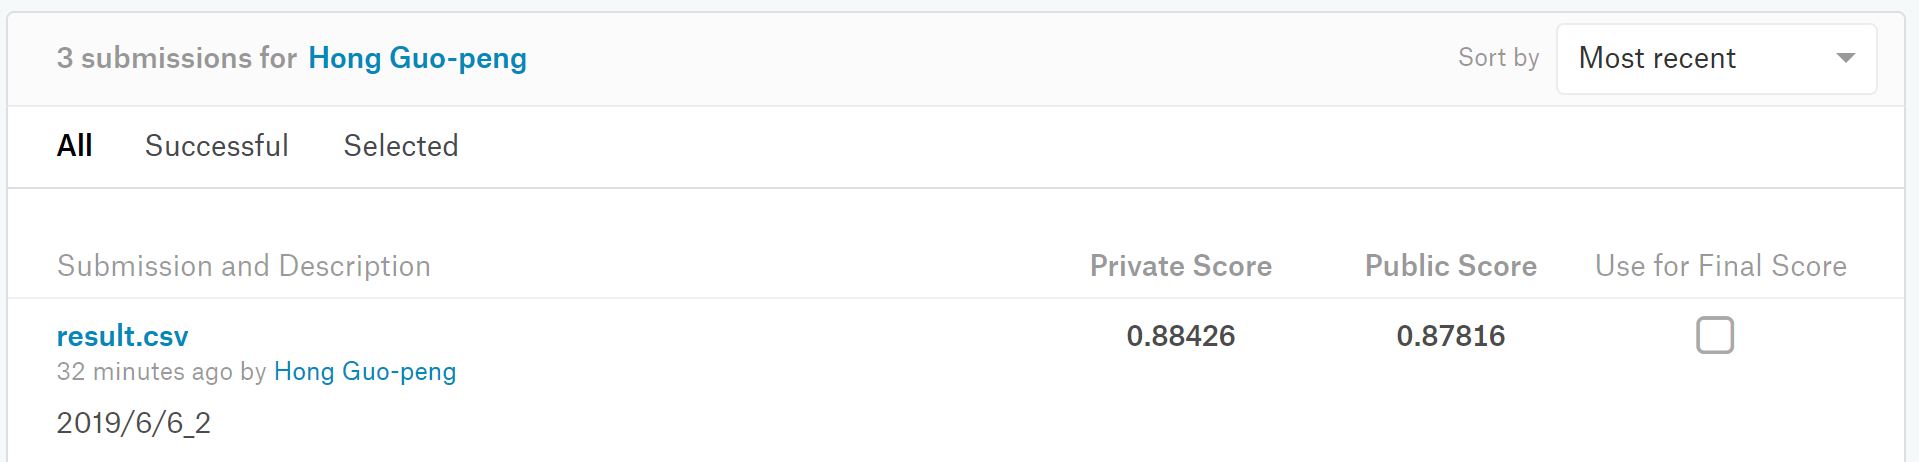 3 submissions for Hong Guo-peng
Sort by Most recent
All Successful Selected
Submission and Description Private Score Public Score Use for Final Score
result.csv 0.88426 0.87816
32 minutes ago by Hong Guo-peng
2019/6/6_2